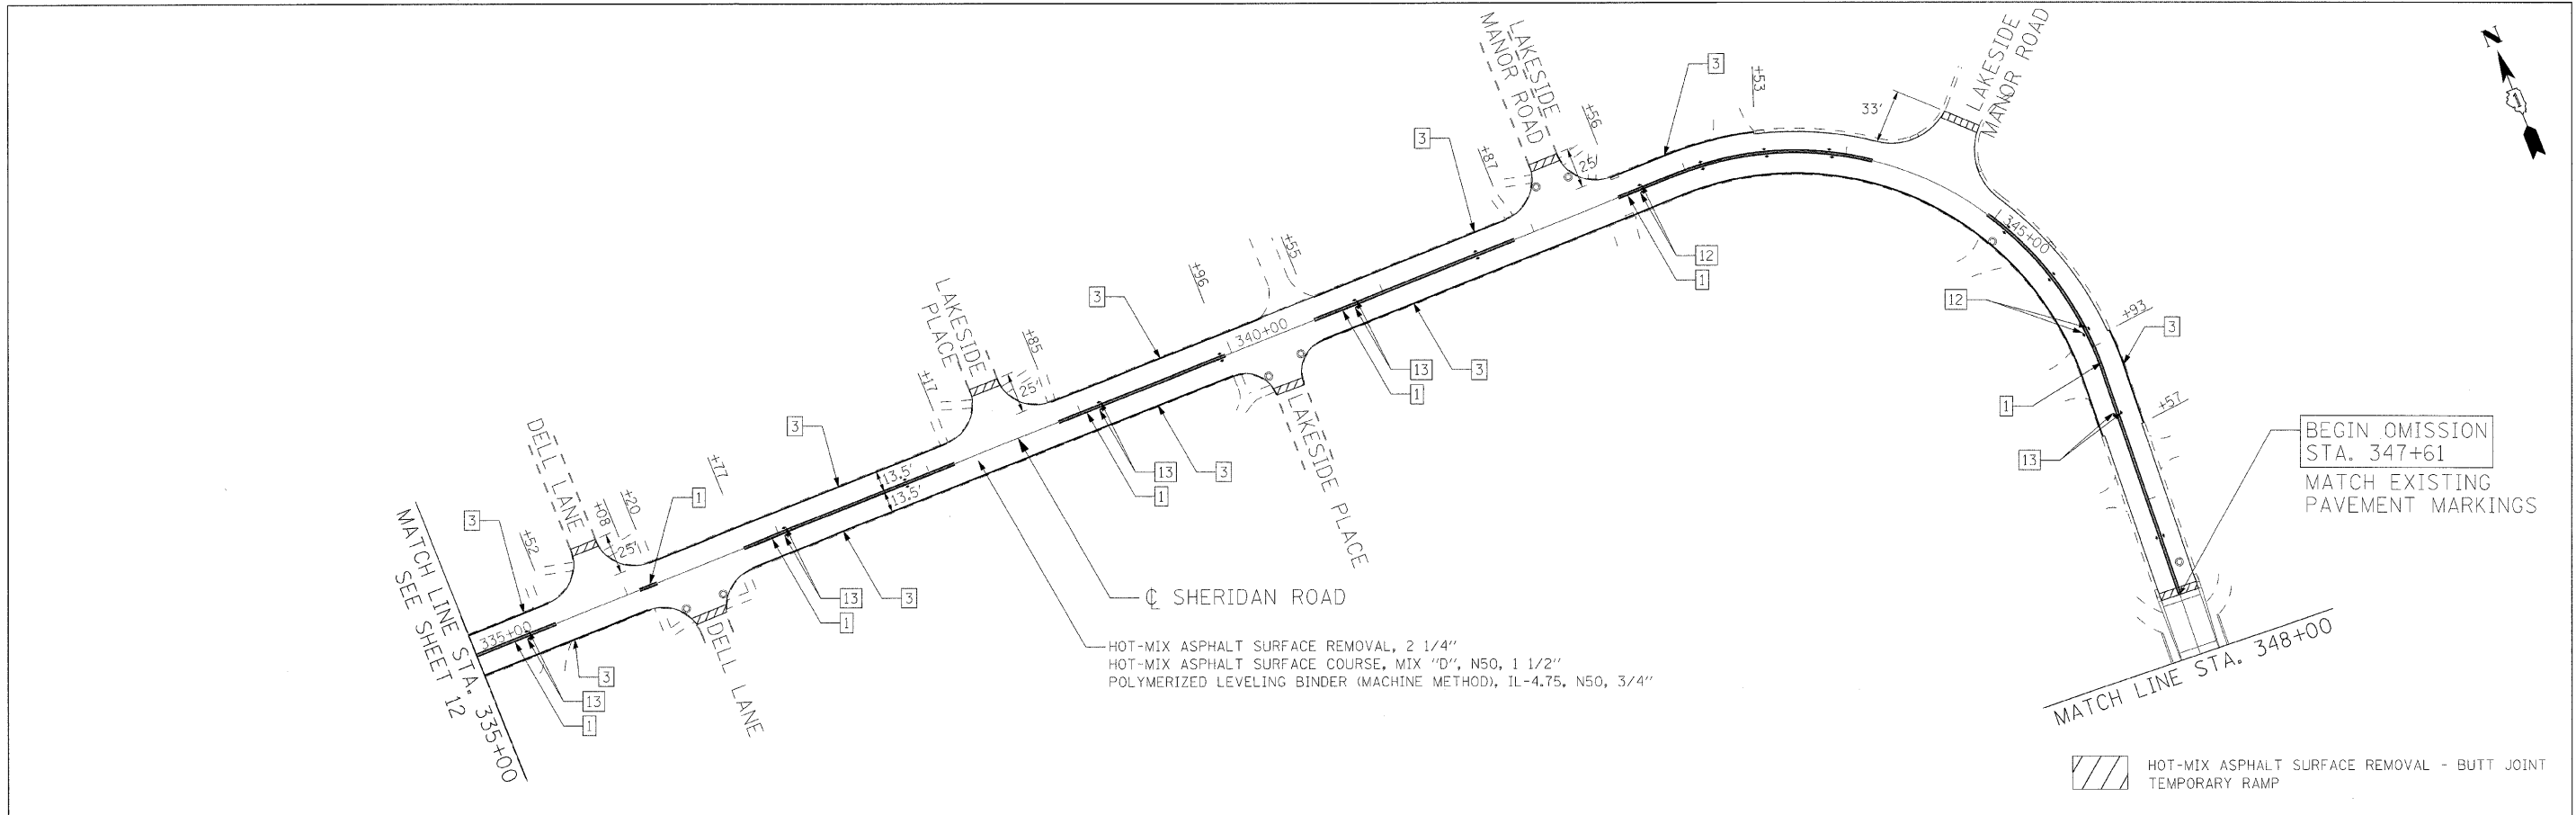 MATCH LINE STA. 335+00
SEE SHEET 12
3
+52
DELL LANE
+08
+20
25'
1
+77
335+00
3
13
1
DELL LANE
3
13.5'
13.5'
13
1
3
+17
LAKESIDE
PLACE
25'
+85
3
+96
+55
340+00
13
1
3
LAKESIDE PLACE
13
1
3
3
+87
LAKESIDE
MANOR ROAD
25'
+56
3
+53
12
1
33'
LAKESIDE
MANOR ROAD
345+00
12
+93
3
1
+57
13
N
BEGIN OMISSION
STA. 347+61
MATCH EXISTING
PAVEMENT MARKINGS
℄ SHERIDAN ROAD
HOT-MIX ASPHALT SURFACE REMOVAL, 2 1/4"
HOT-MIX ASPHALT SURFACE COURSE, MIX "D", N50, 1 1/2"
POLYMERIZED LEVELING BINDER (MACHINE METHOD), IL-4.75, N50, 3/4"
MATCH LINE STA. 348+00
HOT-MIX ASPHALT SURFACE REMOVAL - BUTT JOINT
TEMPORARY RAMP